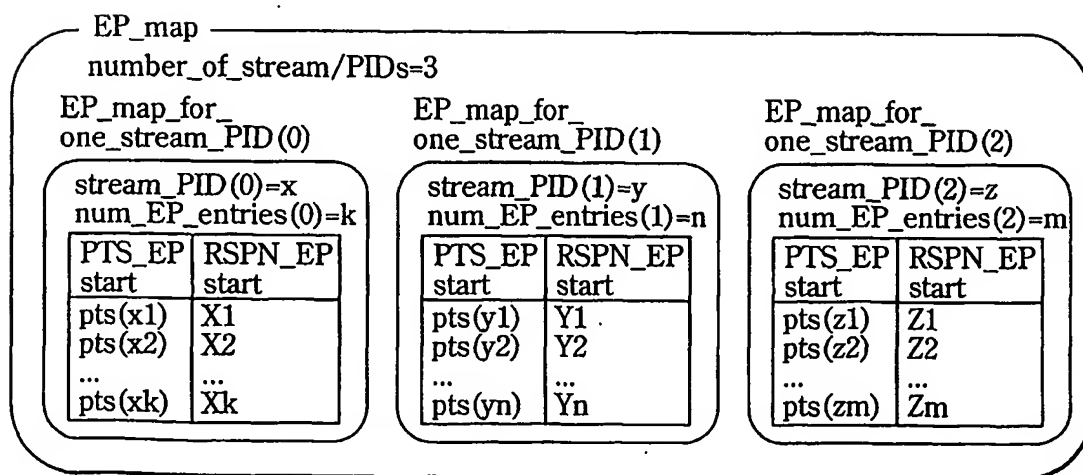 EP_map
number_of_stream/PIDs=3
EP_map_for_
one_stream_PID(0)
stream_PID(0)=x
num_EP_entries(0)=k
PTS_EP RSPN_EP
start start
pts(x1) X1
pts(x2) X2
... ...
pts(xk) Xk
EP_map_for_
one_stream_PID(1)
stream_PID(1)=y
num_EP_entries(1)=n
PTS_EP RSPN_EP
start start
pts(y1) Y1
pts(y2) Y2
... ...
pts(yn) Yn
EP_map_for_
one_stream_PID(2)
stream_PID(2)=z
num_EP_entries(2)=m
PTS_EP RSPN_EP
start start
pts(z1) Z1
pts(z2) Z2
... ...
pts(zm) Zm